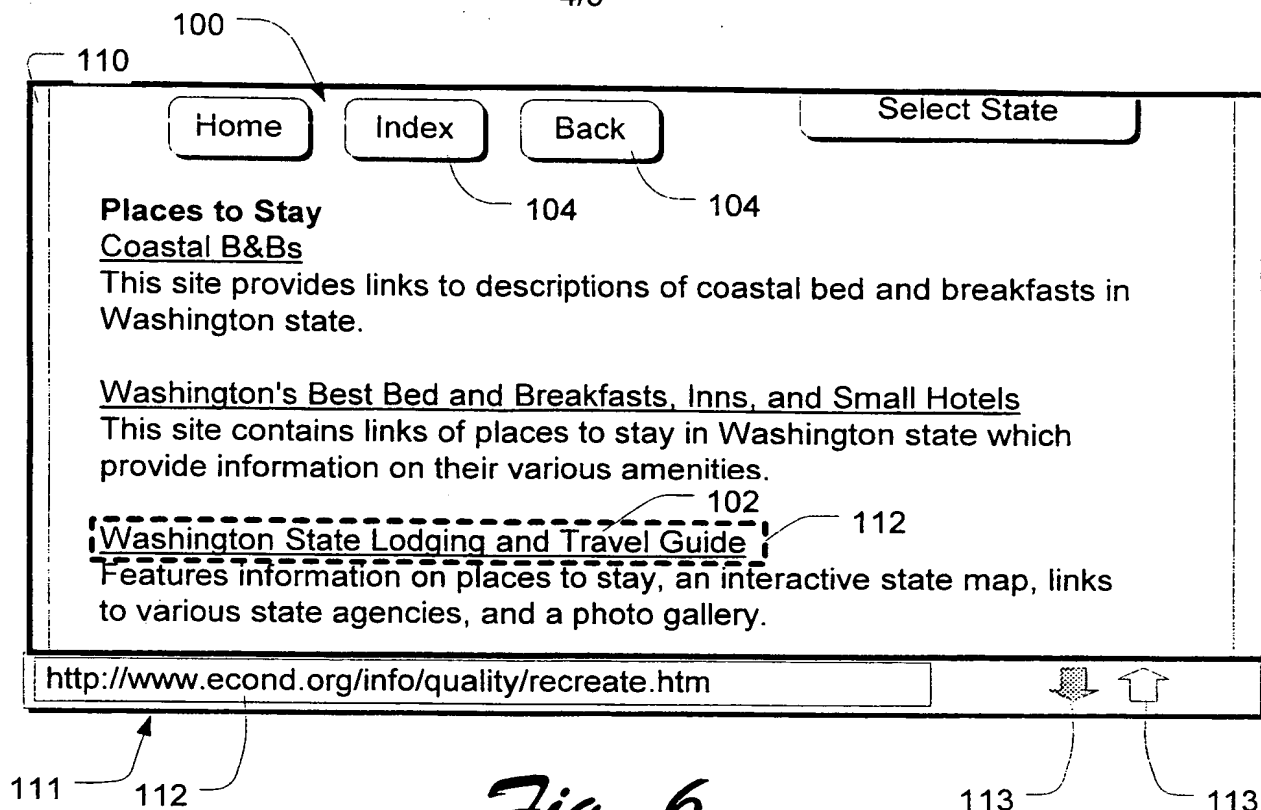 100
110
Home Index Back Select State
104 104
Places to Stay
Coastal B&Bs
This site provides links to descriptions of coastal bed and breakfasts in
Washington state.
Washington's Best Bed and Breakfasts, Inns, and Small Hotels
This site contains links of places to stay in Washington state which
provide information on their various amenities.
102
112
Washington State Lodging and Travel Guide
Features information on places to stay, an interactive state map, links
to various state agencies, and a photo gallery.
http://www.econd.org/info/quality/recreate.htm
111 112 Fig. 6 113 113